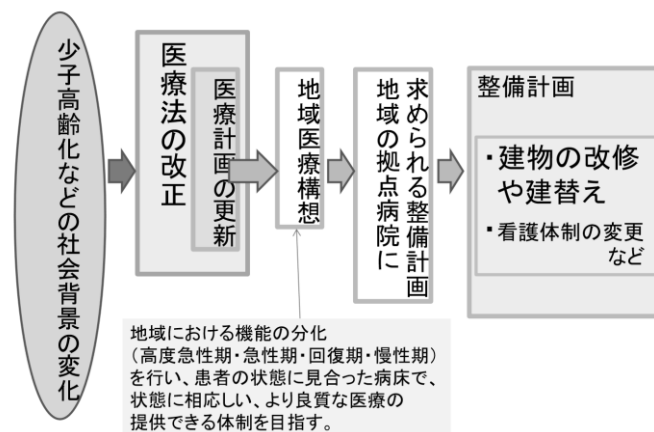 少子高齢化などの社会背景の変化
医療法の改正
医療計画の更新
地域医療構想
地域の拠点病院に
求められる整備計画
整備計画
・建物の改修
や建替え
・看護体制の変更
など
地域における機能の分化
（高度急性期・急性期・回復期・慢性期）
を行い、患者の状態に見合った病床で、
状態に相応しい、より良質な医療の
提供できる体制を目指す。